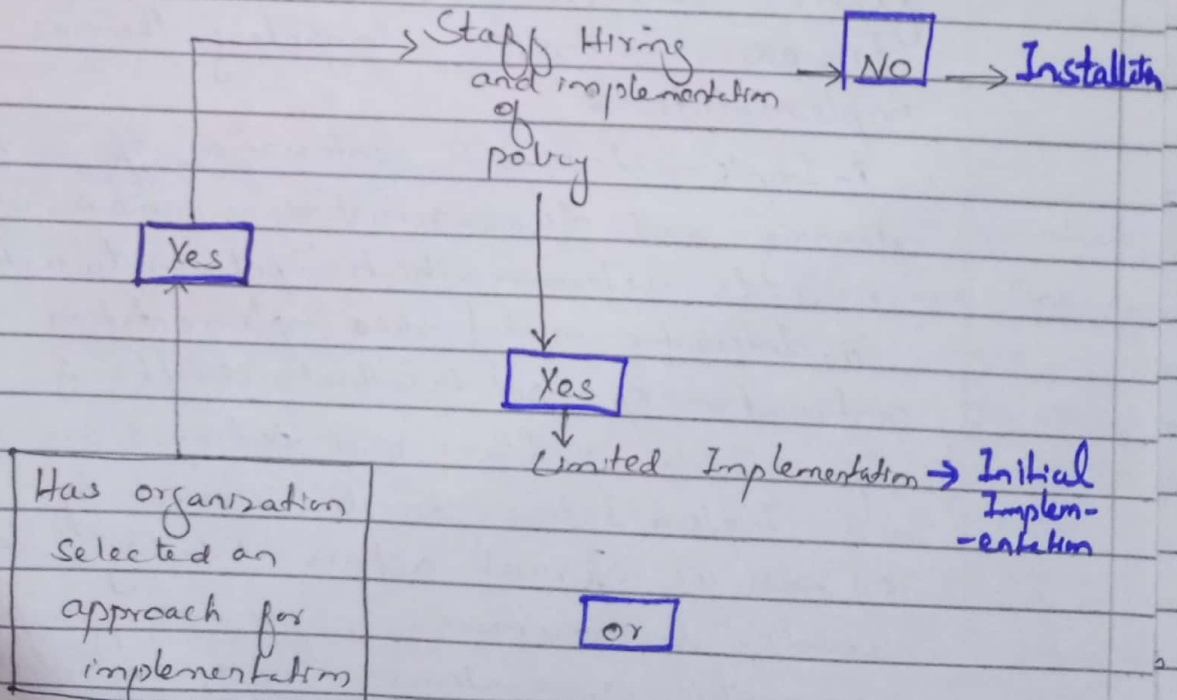 Staff Hiring
and implementation
of
policy
NO
Installation
Yes
Yes
Limited Implementation → Initial
Implem-
-entation
Has organization
selected an
approach for
implementation
or